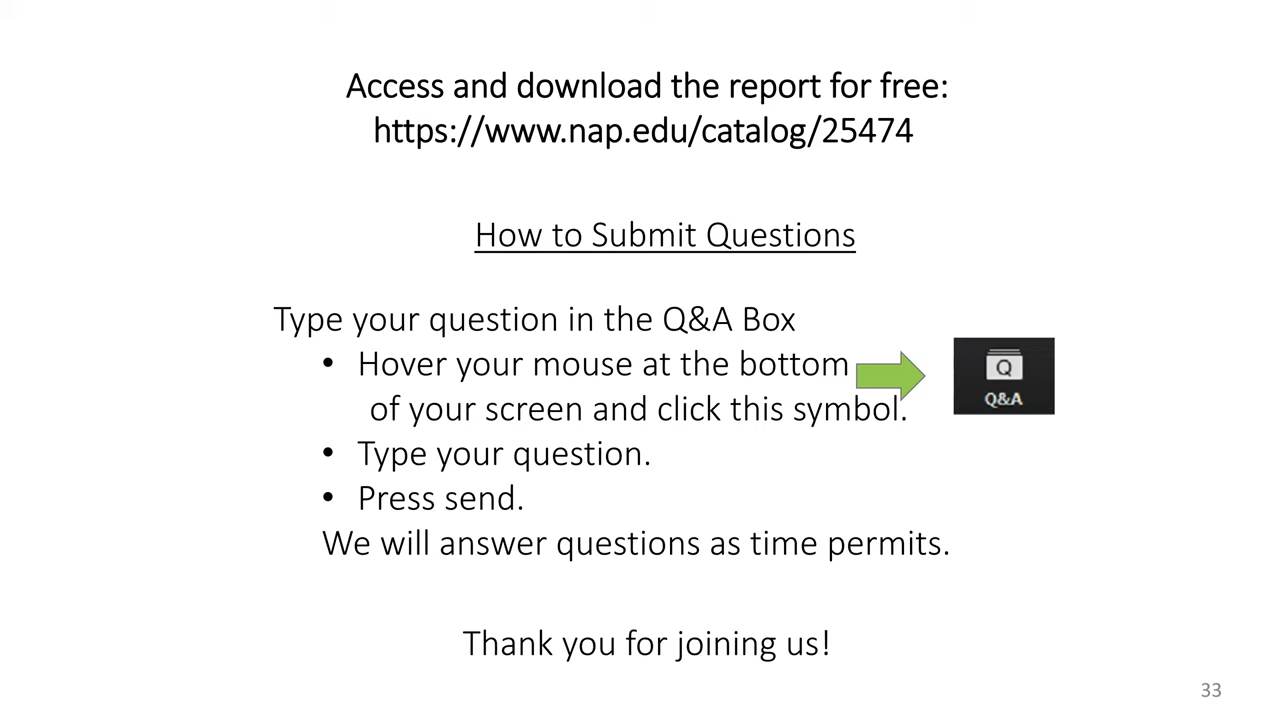 Access and download the report for free:
https://www.nap.edu/catalog/25474
How to Submit Questions
Type your question in the Q&A Box
• Hover your mouse at the bottom
of your screen and click this symbol.
Q
Q&A
• Type your question.
• Press send.
We will answer questions as time permits.
Thank you for joining us!
33